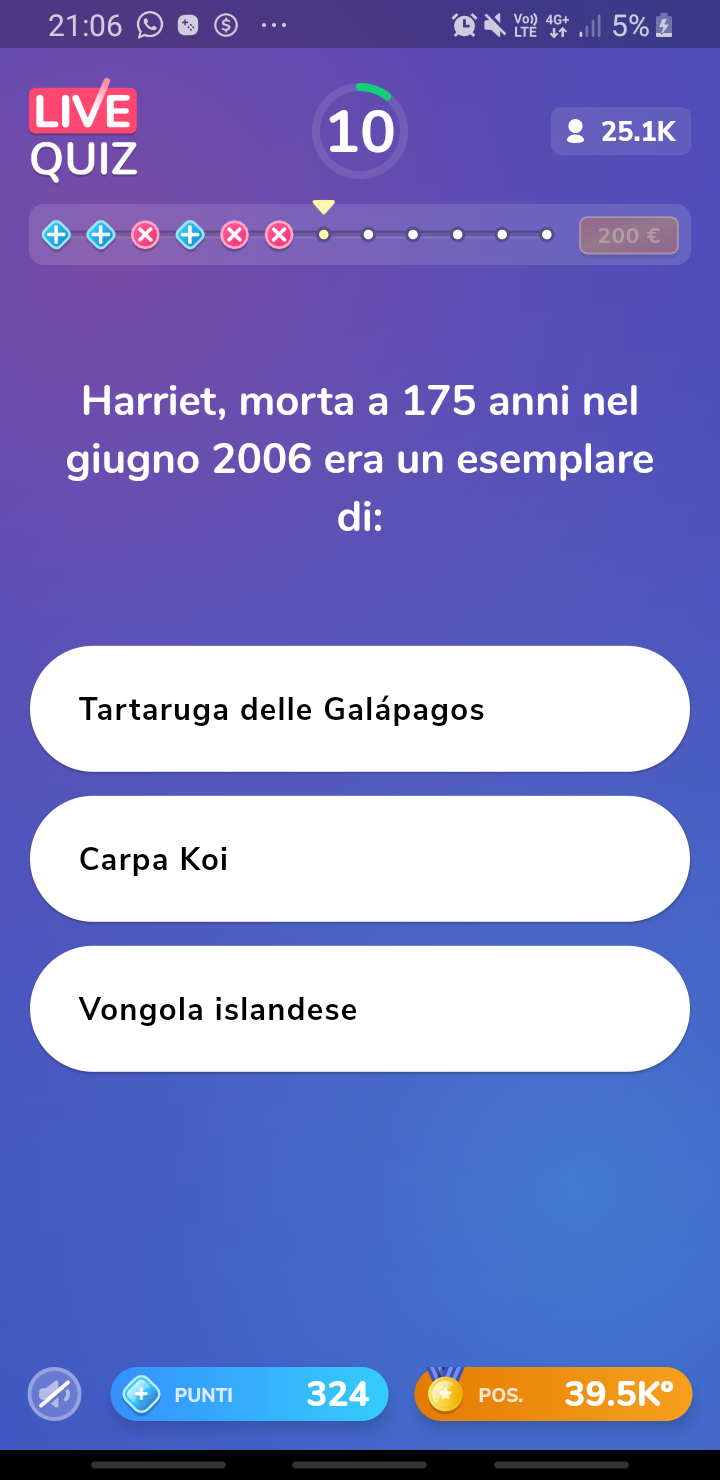 21:06 Vo)) LTE 4G+ 5%
LIVE
QUIZ
10
25.1K
200 €
Harriet, morta a 175 anni nel
giugno 2006 era un esemplare
di:
Tartaruga delle Galápagos
Carpa Koi
Vongola islandese
PUNTI 324
POS. 39.5Kº